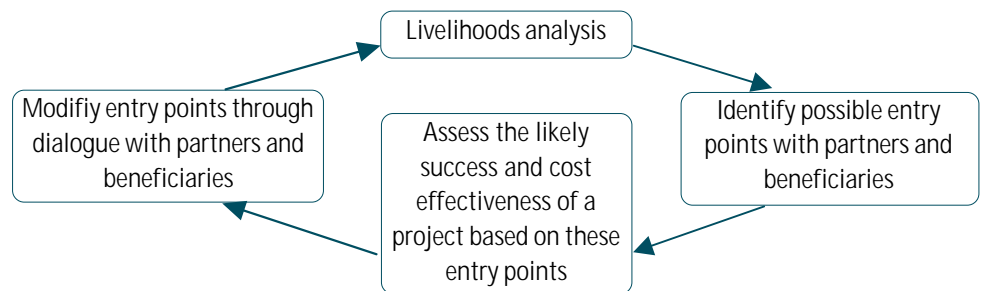 Livelihoods analysis
Identify possible entry
points with partners and
beneficiaries
Assess the likely
success and cost
effectiveness of a
project based on these
entry points
Modifiy entry points through
dialogue with partners and
beneficiaries